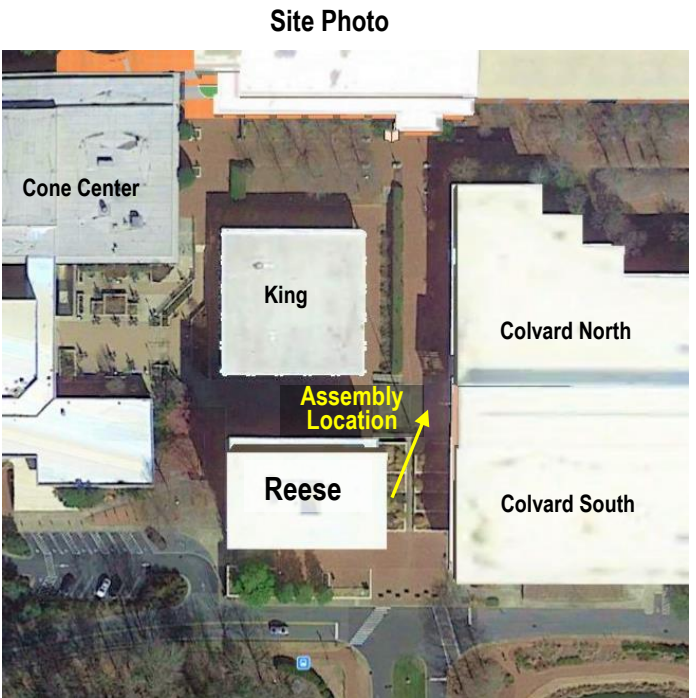 Site Photo
Cone Center
King
Colvard North
Assembly
Location
Reese
Colvard South